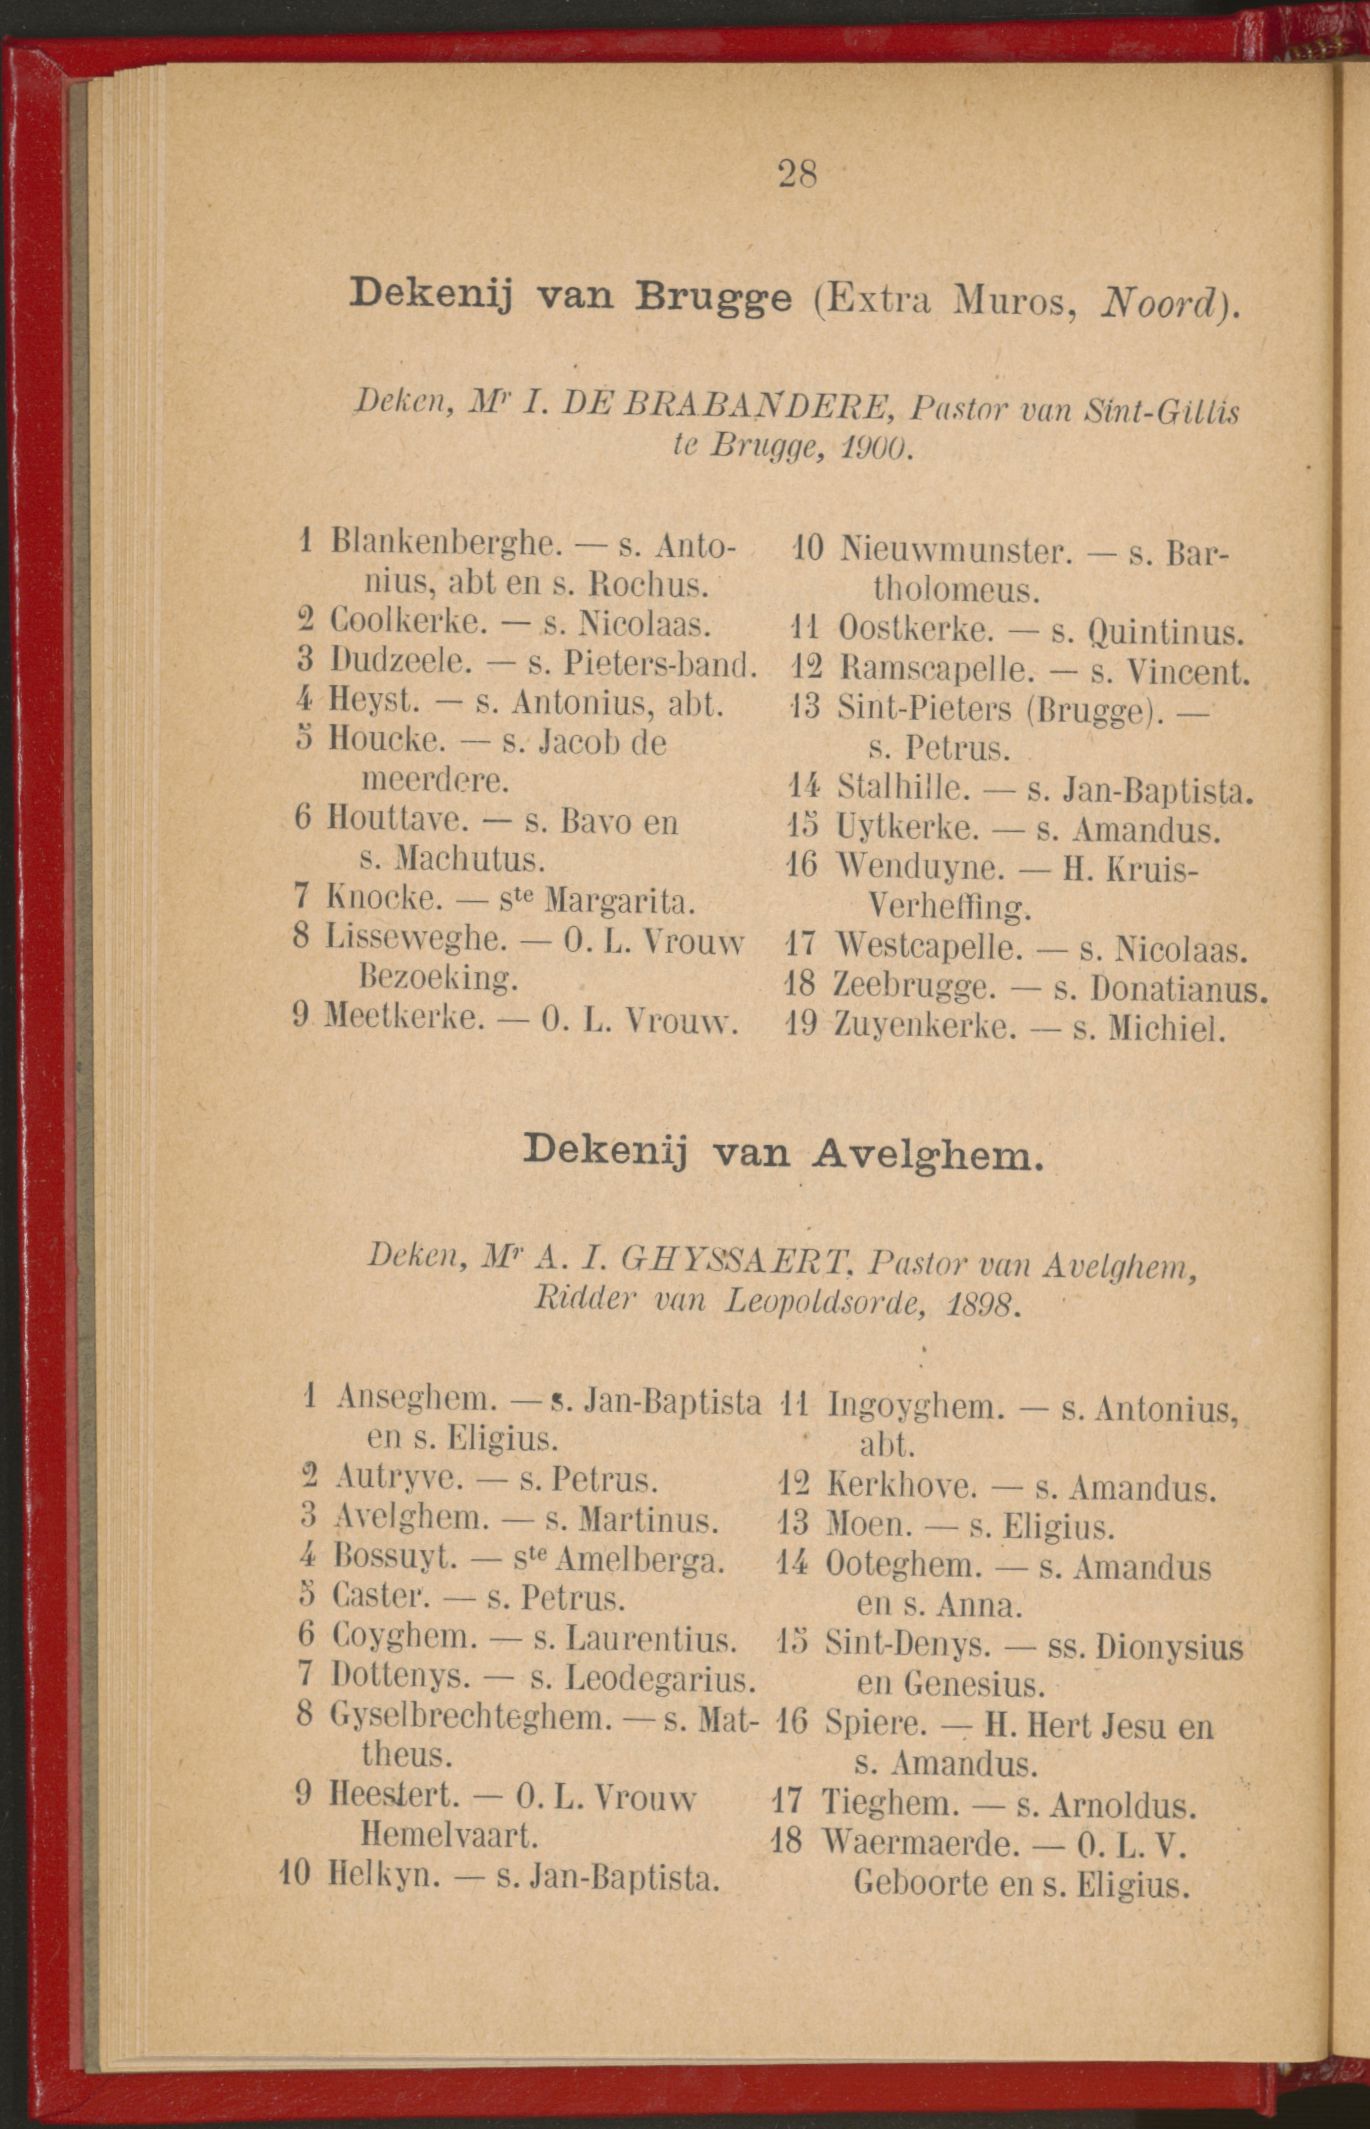 28
Dekenij van Brugge (Extra Muros, Noord).
Deken, Mr I. DE BRABANDERE, Pastor van Sint-Gillis
te Brugge, 1900.
1 Blankenberghe. — s. Anto-
nius, abt en s. Rochus.
2 Coolkerke. — s. Nicolaas.
3 Dudzeele. — s. Pieters-band.
4 Heyst. — s. Antonius, abt.
5 Houcke. — s. Jacob de
meerdere.
6 Houttave. — s. Bavo en
s. Machutus.
7 Knocke. — ste Margarita.
8 Lisseweghe. — O. L. Vrouw
Bezoeking.
9 Meetkerke. — O. L. Vrouw.
10 Nieuwmunster. — s. Bar-
tholomeus.
11 Oostkerke. — s. Quintinus.
12 Ramscapelle. — s. Vincent.
13 Sint-Pieters (Brugge). —
s. Petrus.
14 Stalhille. — s. Jan-Baptista.
15 Uytkerke. — s. Amandus.
16 Wenduyne. — H. Kruis-
Verheffing.
17 Westcapelle. — s. Nicolaas.
18 Zeebrugge. — s. Donatianus.
19 Zuyenkerke. — s. Michiel.
Dekenij van Avelghem.
Deken, Mr A. I. GHYSSAERT, Pastor van Avelghem,
Ridder van Leopoldsorde, 1898.
1 Anseghem. — s. Jan-Baptista
en s. Eligius.
2 Autryve. — s. Petrus.
3 Avelghem. — s. Martinus.
4 Bossuyt. — ste Amelberga.
5 Caster. — s. Petrus.
6 Coyghem. — s. Laurentius.
7 Dottenys. — s. Leodegarius.
8 Gyselbrechteghem. — s. Mat-
theus.
9 Heestert. — O. L. Vrouw
Hemelvaart.
10 Helkyn. — s. Jan-Baptista.
11 Ingoyghem. — s. Antonius,
abt.
12 Kerkhove. — s. Amandus.
13 Moen. — s. Eligius.
14 Ooteghem. — s. Amandus
en s. Anna.
15 Sint-Denys. — ss. Dionysius
en Genesius.
16 Spiere. — H. Hert Jesu en
s. Amandus.
17 Tieghem. — s. Arnoldus.
18 Waermaerde. — O. L. V.
Geboorte en s. Eligius.